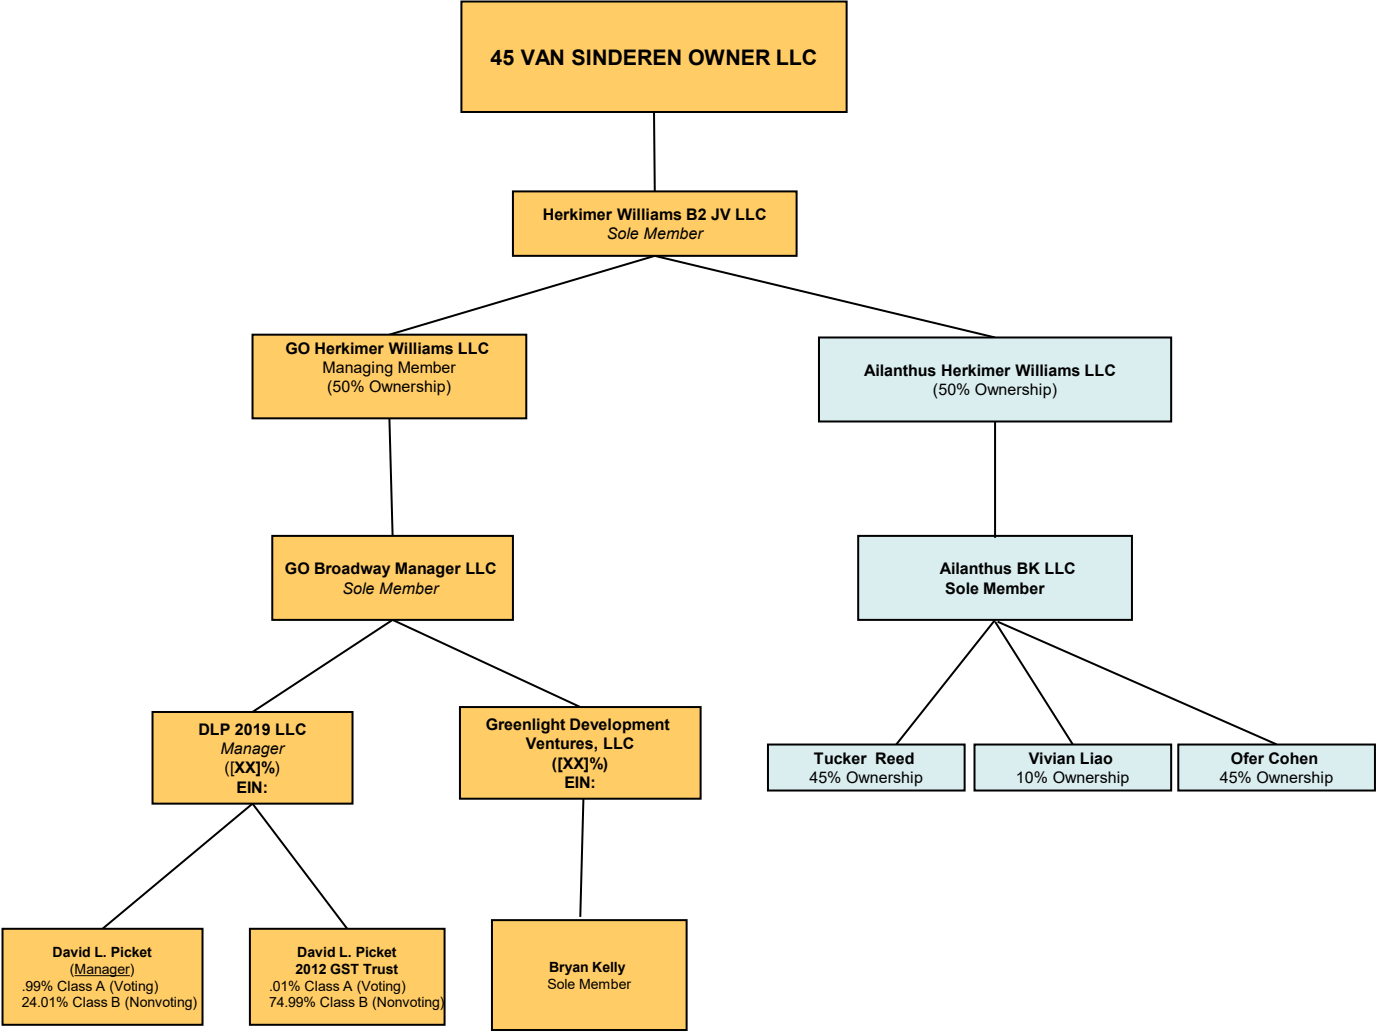 45 VAN SINDEREN OWNER LLC
Herkimer Williams B2 JV LLC
Sole Member
GO Herkimer Williams LLC
Managing Member
(50% Ownership)
Ailanthus Herkimer Williams LLC
(50% Ownership)
GO Broadway Manager LLC
Sole Member
Ailanthus BK LLC
Sole Member
DLP 2019 LLC
Manager
([XX]%)
EIN:
Greenlight Development
Ventures, LLC
([XX]%)
EIN:
Tucker Reed
45% Ownership
Vivian Liao
10% Ownership
Ofer Cohen
45% Ownership
David L. Picket
(Manager)
.99% Class A (Voting)
24.01% Class B (Nonvoting)
David L. Picket
2012 GST Trust
.01% Class A (Voting)
74.99% Class B (Nonvoting)
Bryan Kelly
Sole Member